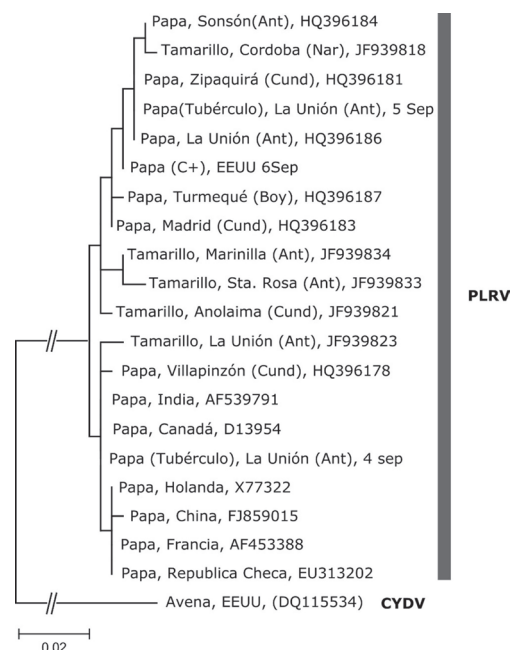 Papa, Sonsón(Ant), HQ396184
Tamarillo, Cordoba (Nar), JF939818
Papa, Zipaquirá (Cund), HQ396181
Papa(Tubérculo), La Unión (Ant), 5 Sep
Papa, La Unión (Ant), HQ396186
Papa (C+), EEUU 6Sep
Papa, Turmequé (Boy), HQ396187
Papa, Madrid (Cund), HQ396183
Tamarillo, Marinilla (Ant), JF939834
Tamarillo, Sta. Rosa (Ant), JF939833
PLRV
Tamarillo, Anolaima (Cund), JF939821
Tamarillo, La Unión (Ant), JF939823
Papa, Villapinzón (Cund), HQ396178
Papa, India, AF539791
Papa, Canadá, D13954
Papa (Tubérculo), La Unión (Ant), 4 sep
Papa, Holanda, X77322
Papa, China, FJ859015
Papa, Francia, AF453388
Papa, Republica Checa, EU313202
Avena, EEUU, (DQ115534) CYDV
0.02